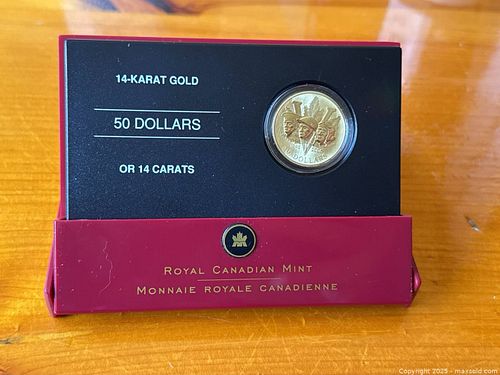 14-KARAT GOLD
50 DOLLARS
OR 14 CARATS
DOLLARS
ROYAL CANADIAN MINT
MONNAIE ROYALE CANADIENNE
Copyright 2025 - maxsold.com